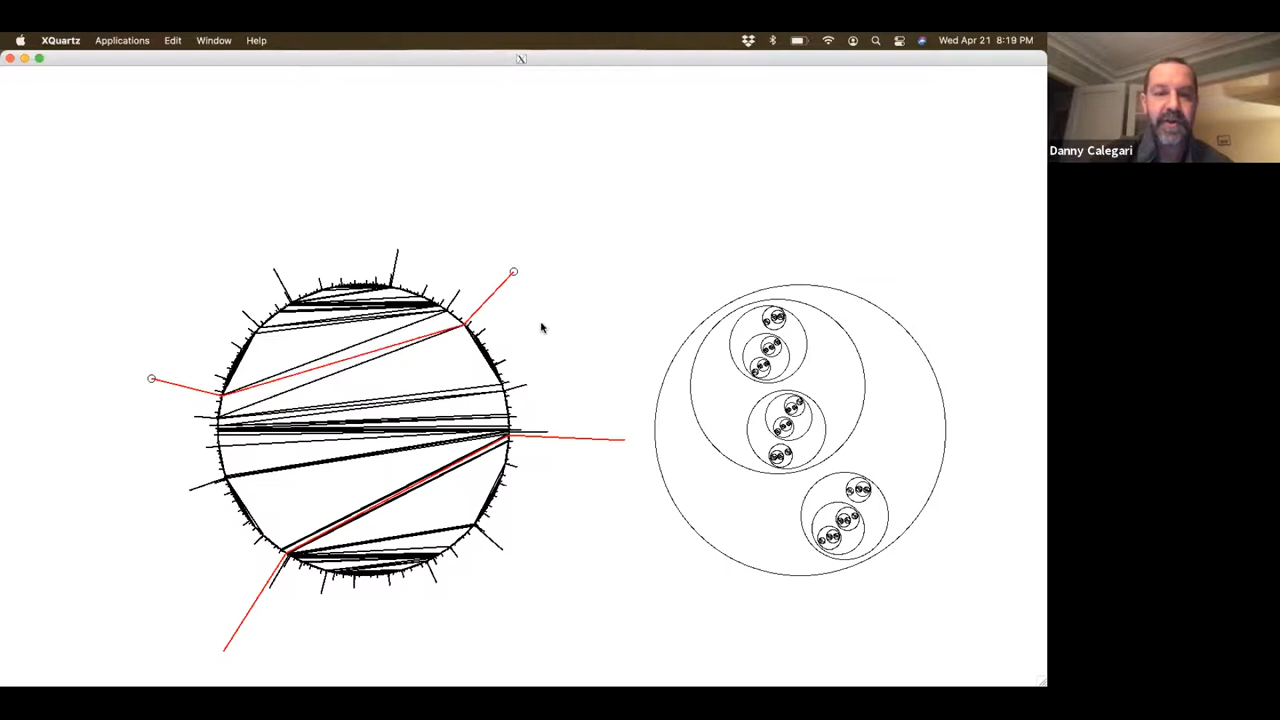 XQuartz Applications Edit Window Help Wed Apr 21 8:19 PM
X
Danny Calegari